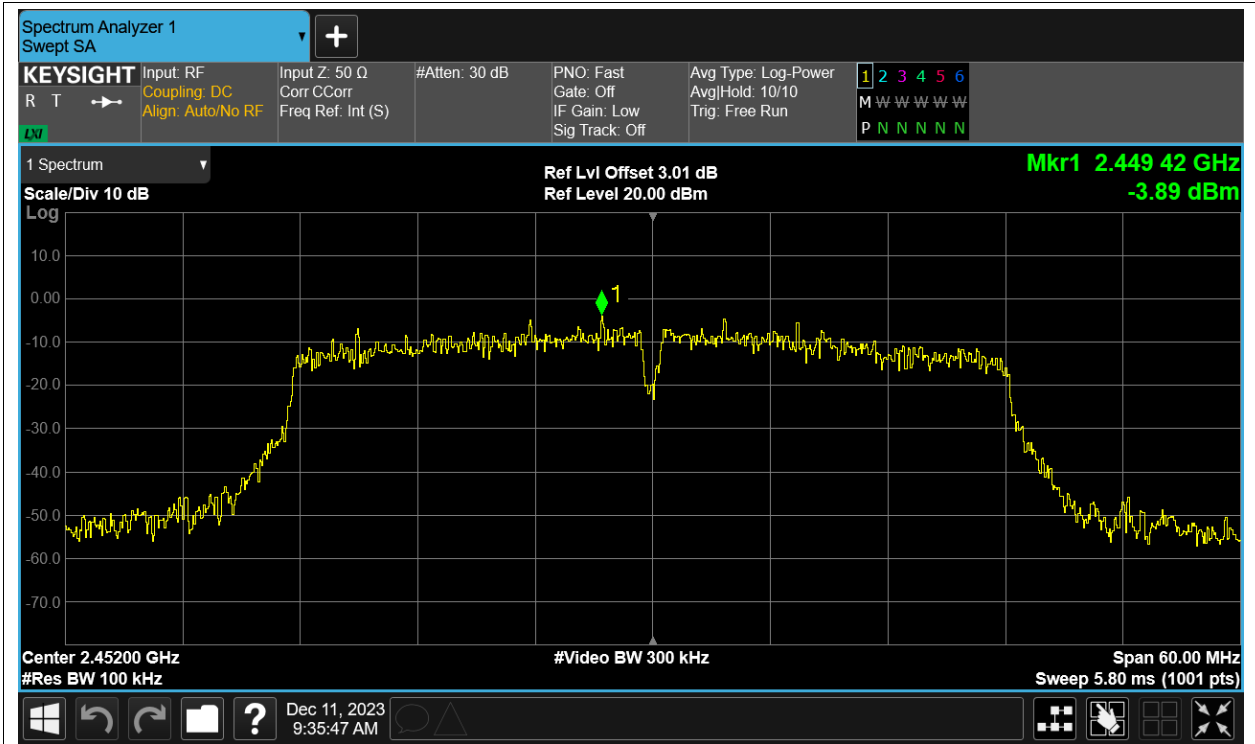 Spectrum Analyzer 1
Swept SA
KEYSIGHT
R T
LXI
Input: RF
Coupling: DC
Align: Auto/No RF
Input Z: 50 Ω
Corr CCorr
Freq Ref: Int (S)
#Atten: 30 dB
PNO: Fast
Gate: Off
IF Gain: Low
Sig Track: Off
Avg Type: Log-Power
Avg|Hold: 10/10
Trig: Free Run
1 2 3 4 5 6
M W W W W W
P N N N N N
1 Spectrum
Scale/Div 10 dB
Log
Ref Lvl Offset 3.01 dB
Ref Level 20.00 dBm
Mkr1 2.449 42 GHz
-3.89 dBm
1
10.0
0.00
-10.0
-20.0
-30.0
-40.0
-50.0
-60.0
-70.0
Center 2.45200 GHz
#Res BW 100 kHz
#Video BW 300 kHz
Span 60.00 MHz
Sweep 5.80 ms (1001 pts)
?
Dec 11, 2023
9:35:47 AM